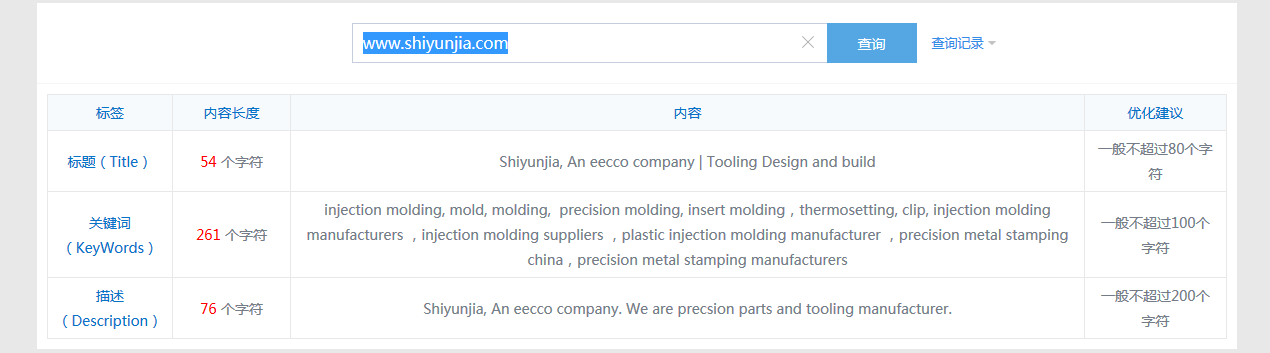 www.shiyunjia.com
查询
查询记录
标签
内容长度
内容
优化建议
标题（Title）
54 个字符
Shiyunjia, An eecco company | Tooling Design and build
一般不超过80个字
符
关键词
（KeyWords）
261 个字符
injection molding, mold, molding,  precision molding, insert molding，thermosetting, clip, injection molding
manufacturers ，injection molding suppliers ，plastic injection molding manufacturer ，precision metal stamping
china，precision metal stamping manufacturers
一般不超过100个
字符
描述
（Description）
76 个字符
Shiyunjia, An eecco company. We are precsion parts and tooling manufacturer.
一般不超过200个
字符